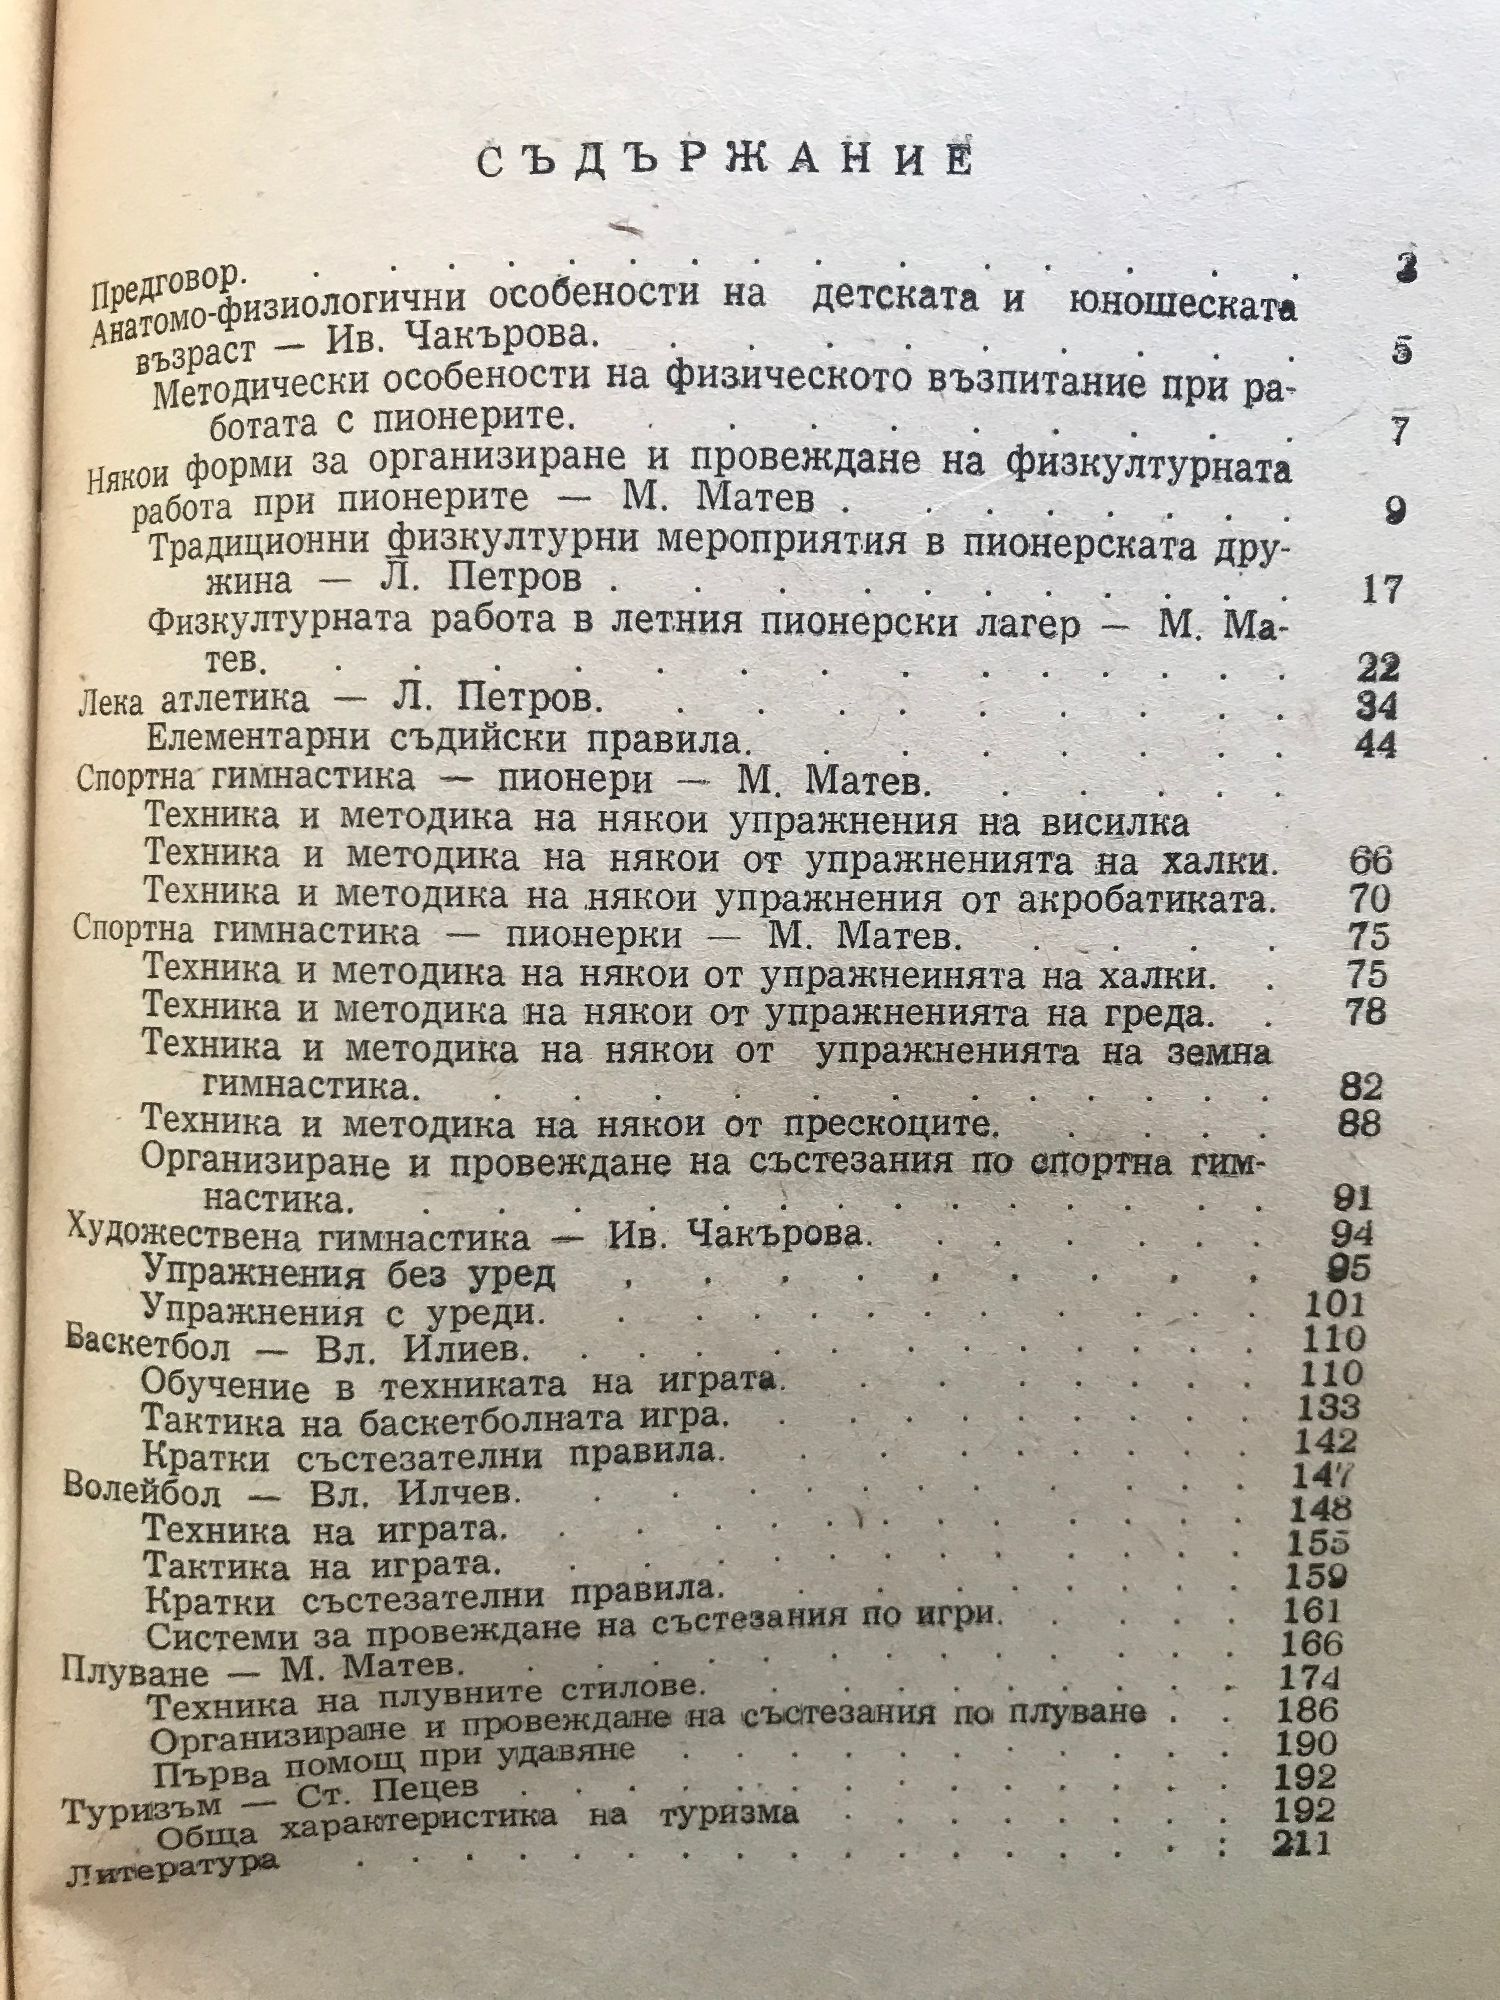 СЪДЪРЖАНИЕ
Предговор. . . . . . . . . . . . . . . . 3
Анатомо-физиологични особености на детската и юношеската
възраст — Ив. Чакърова. . . . . . . . . . 5
Методически особености на физическото възпитание при ра-
ботата с пионерите. . . . . . . . . . 7
Някои форми за организиране и провеждане на физкултурната
работа при пионерите — М. Матев . . . . . . . . 9
Традиционни физкултурни мероприятия в пионерската дру-
жина — Л. Петров . . . . . . . . . . 17
Физкултурната работа в летния пионерски лагер — М. Ма-
тев. . . . . . . . . . . . . . 22
Лека атлетика — Л. Петров. . . . . . . . . . 34
Елементарни съдийски правила. . . . . . . . 44
Спортна гимнастика — пионери — М. Матев. . . . . .
Техника и методика на някои упражнения на висилка
Техника и методика на някои от упражненията на халки. 66
Техника и методика на някои упражнения от акробатиката. 70
Спортна гимнастика — пионерки — М. Матев. . . . . 75
Техника и методика на някои от упражнеинята на халки. . 75
Техника и методика на някои от упражненията на греда. . 78
Техника и методика на някои от упражненията на земна
гимнастика. . . . . . . . . . . . 82
Техника и методика на някои от прескоците. . . . . 88
Организиране и провеждане на състезания по спортна гим-
настика. . . . . . . . . . . . . 91
Художествена гимнастика — Ив. Чакърова. . . . . . . 94
Упражнения без уред . . . . . . . . . 95
Упражнения с уреди. . . . . . . . . . 101
Баскетбол — Вл. Илиев. . . . . . . . . . . 110
Обучение в техниката на играта. . . . . . . 110
Тактика на баскетболната игра. . . . . . . . 133
Кратки състезателни правила. . . . . . . . 142
Волейбол — Вл. Илчев. . . . . . . . . . . 147
Техника на играта. . . . . . . . . . . 148
Тактика на играта. . . . . . . . . . . 155
Кратки състезателни правила. . . . . . . . 159
Системи за провеждане на състезания по игри. . . . . 161
Плуване — М. Матев. . . . . . . . . . . 166
Техника на плувните стилове. . . . . . . . 174
Организиране и провеждане на състезания по плуване . . 186
Първа помощ при удавяне . . . . . . . . . 190
Туризъм — Ст. Пецев . . . . . . . . . . . 192
Обща характеристика на туризма . . . . . . 192
Литература . . . . . . . . . . . . . : 211